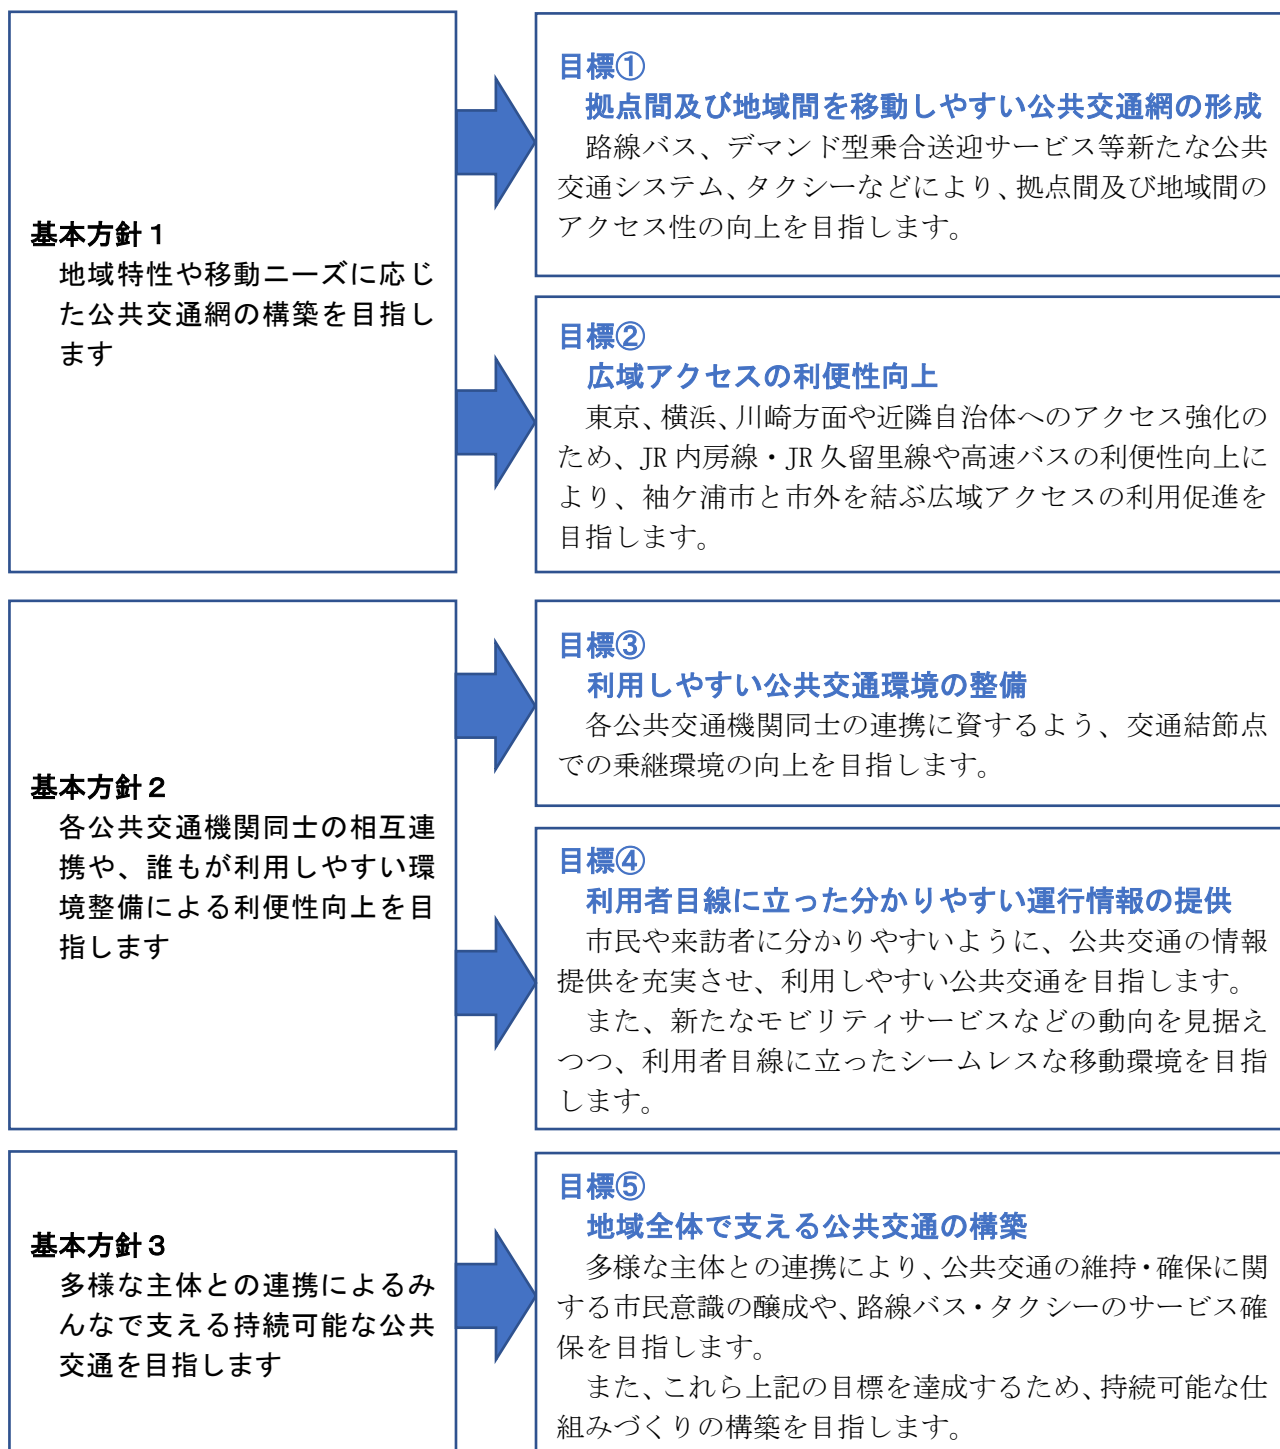 基本方針１
地域特性や移動ニーズに応じ
た公共交通網の構築を目指し
ます
目標①
拠点間及び地域間を移動しやすい公共交通網の形成
路線バス、デマンド型乗合送迎サービス等新たな公共
交通システム、タクシーなどにより、拠点間及び地域間の
アクセス性の向上を目指します。
目標②
広域アクセスの利便性向上
東京、横浜、川崎方面や近隣自治体へのアクセス強化の
ため、JR 内房線・JR 久留里線や高速バスの利便性向上に
より、袖ケ浦市と市外を結ぶ広域アクセスの利用促進を
目指します。
基本方針２
各公共交通機関同士の相互連
携や、誰もが利用しやすい環
境整備による利便性向上を目
指します
目標③
利用しやすい公共交通環境の整備
各公共交通機関同士の連携に資するよう、交通結節点
での乗継環境の向上を目指します。
目標④
利用者目線に立った分かりやすい運行情報の提供
市民や来訪者に分かりやすいように、公共交通の情報
提供を充実させ、利用しやすい公共交通を目指します。
また、新たなモビリティサービスなどの動向を見据え
つつ、利用者目線に立ったシームレスな移動環境を目指
します。
基本方針３
多様な主体との連携によるみ
んなで支える持続可能な公共
交通を目指します
目標⑤
地域全体で支える公共交通の構築
多様な主体との連携により、公共交通の維持・確保に関
する市民意識の醸成や、路線バス・タクシーのサービス確
保を目指します。
また、これら上記の目標を達成するため、持続可能な仕
組みづくりの構築を目指します。